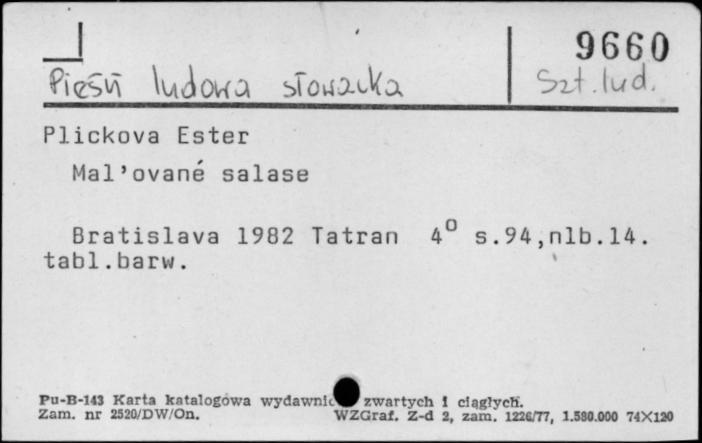 9660
Pieśń ludowa słowacka Szt. lud.
Plickova Ester
Mal'ované salase
Bratislava 1982 Tatran 4° s.94,nlb.14.
tabl.barw.
Pu-B-143 Karta katalogowa wydawnic zwartych i ciągłych.
Zam. nr 2520/DW/On. WZGraf. Z-d 2, zam. 1226/77, 1.580.000 74X120